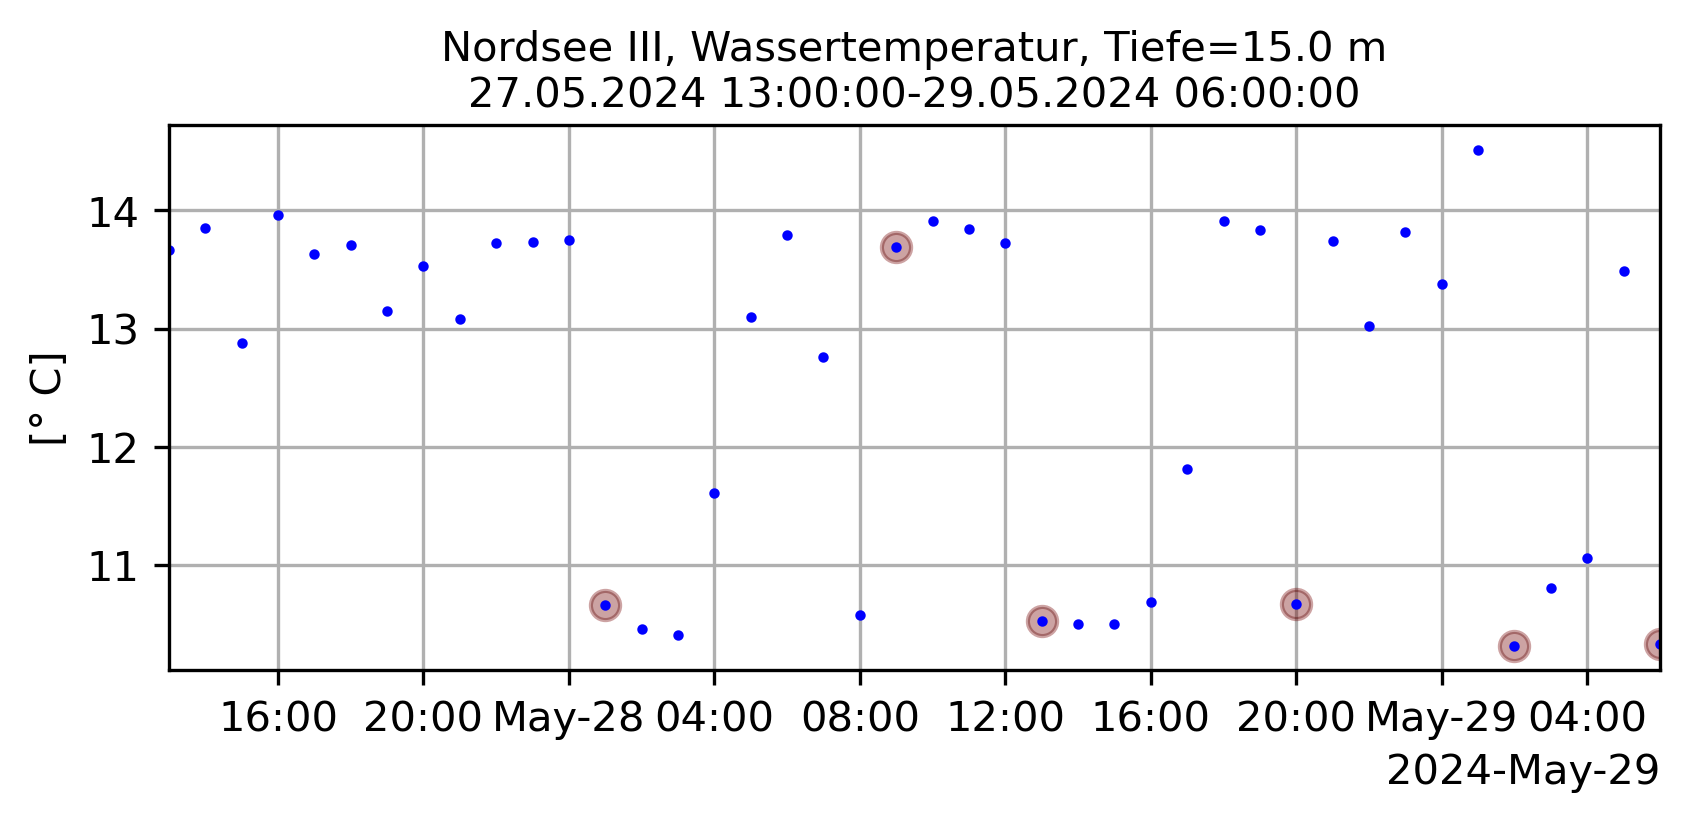 Nordsee III, Wassertemperatur, Tiefe=15.0 m
27.05.2024 13:00:00-29.05.2024 06:00:00
[° C]
14
13
12
11
16:00 20:00 May-28 04:00 08:00 12:00 16:00 20:00 May-29 04:00
2024-May-29